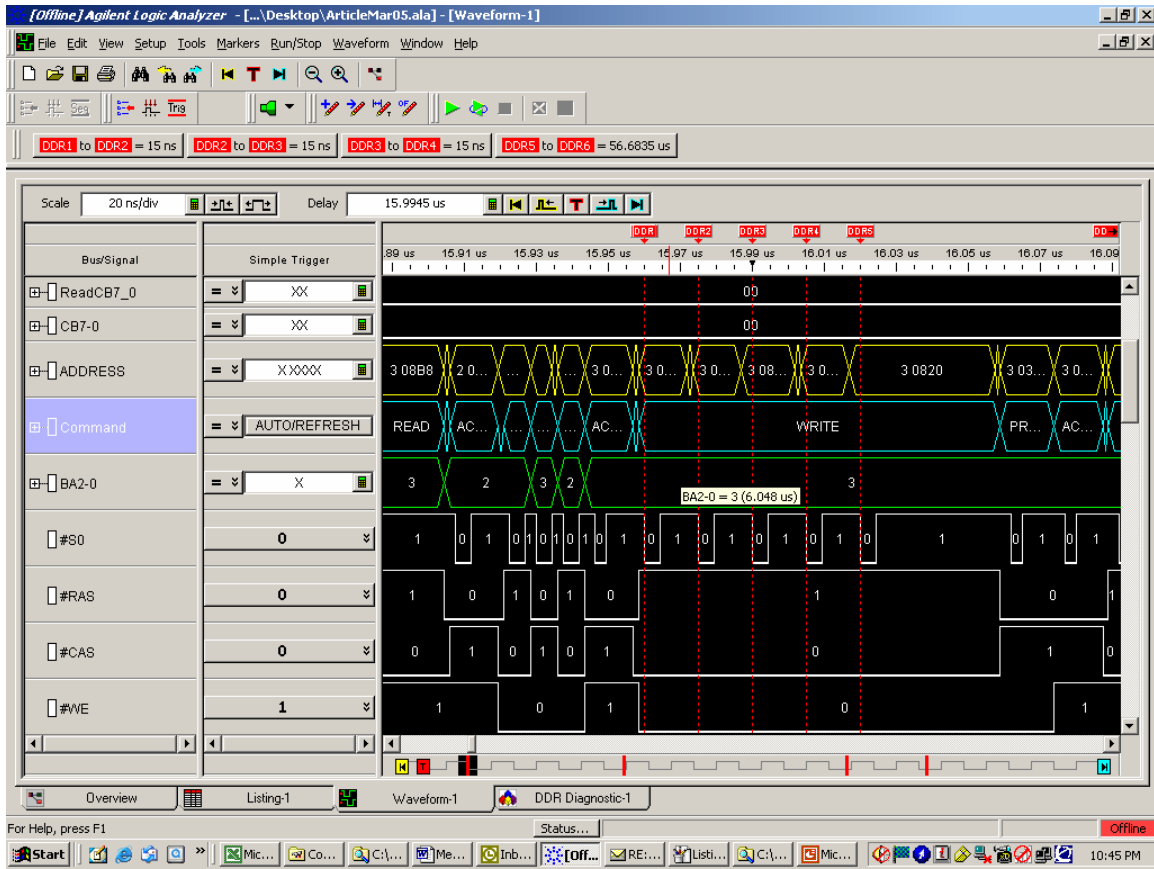 [Offline] Agilent Logic Analyzer - [...\Desktop\ArticleMar05.ala] - [Waveform-1]
File Edit View Setup Tools Markers Run/Stop Waveform Window Help
T
Seq Trig
DDR1 to DDR2 = 15 ns DDR2 to DDR3 = 15 ns DDR3 to DDR4 = 15 ns DDR5 to DDR6 = 56.6835 us
Scale 20 ns/div Delay 15.9945 us T
DDR DDR2 DDR3 DDR4 DDR5 DD
Bus/Signal Simple Trigger .89 us 15.91 us 15.93 us 15.95 us 15.97 us 15.99 us 16.01 us 16.03 us 16.05 us 16.07 us 16.09
ReadCB7_0 = XX 00
CB7-0 = XX 00
ADDRESS = X XXXX 3 08B8 2 0... ... ... 3 0... 3 0... 3 0... 3 08... 3 0... 3 0820 3 03... 3 0...
Command = AUTO/REFRESH READ AC... ... ... AC... WRITE PR... AC...
BA2-0 = X 3 2 3 2 3
BA2-0 = 3 (6.048 us)
#S0 0 1 0 1 0 1 0 1 0 1 0 1 0 1 0 1 0 1 0 1 0 1 0 1 0 1
#RAS 0 1 0 1 0 1 0 1 0 1
#CAS 0 0 1 0 1 0 1 0 1 0
#WE 1 1 0 1 0 1
T
Overview Listing-1 Waveform-1 DDR Diagnostic-1
For Help, press F1 Status... Offline
Start » Mic... Co... C:\... Me... Inb... [Off... RE:... Listi... C:\... Mic... 10:45 PM